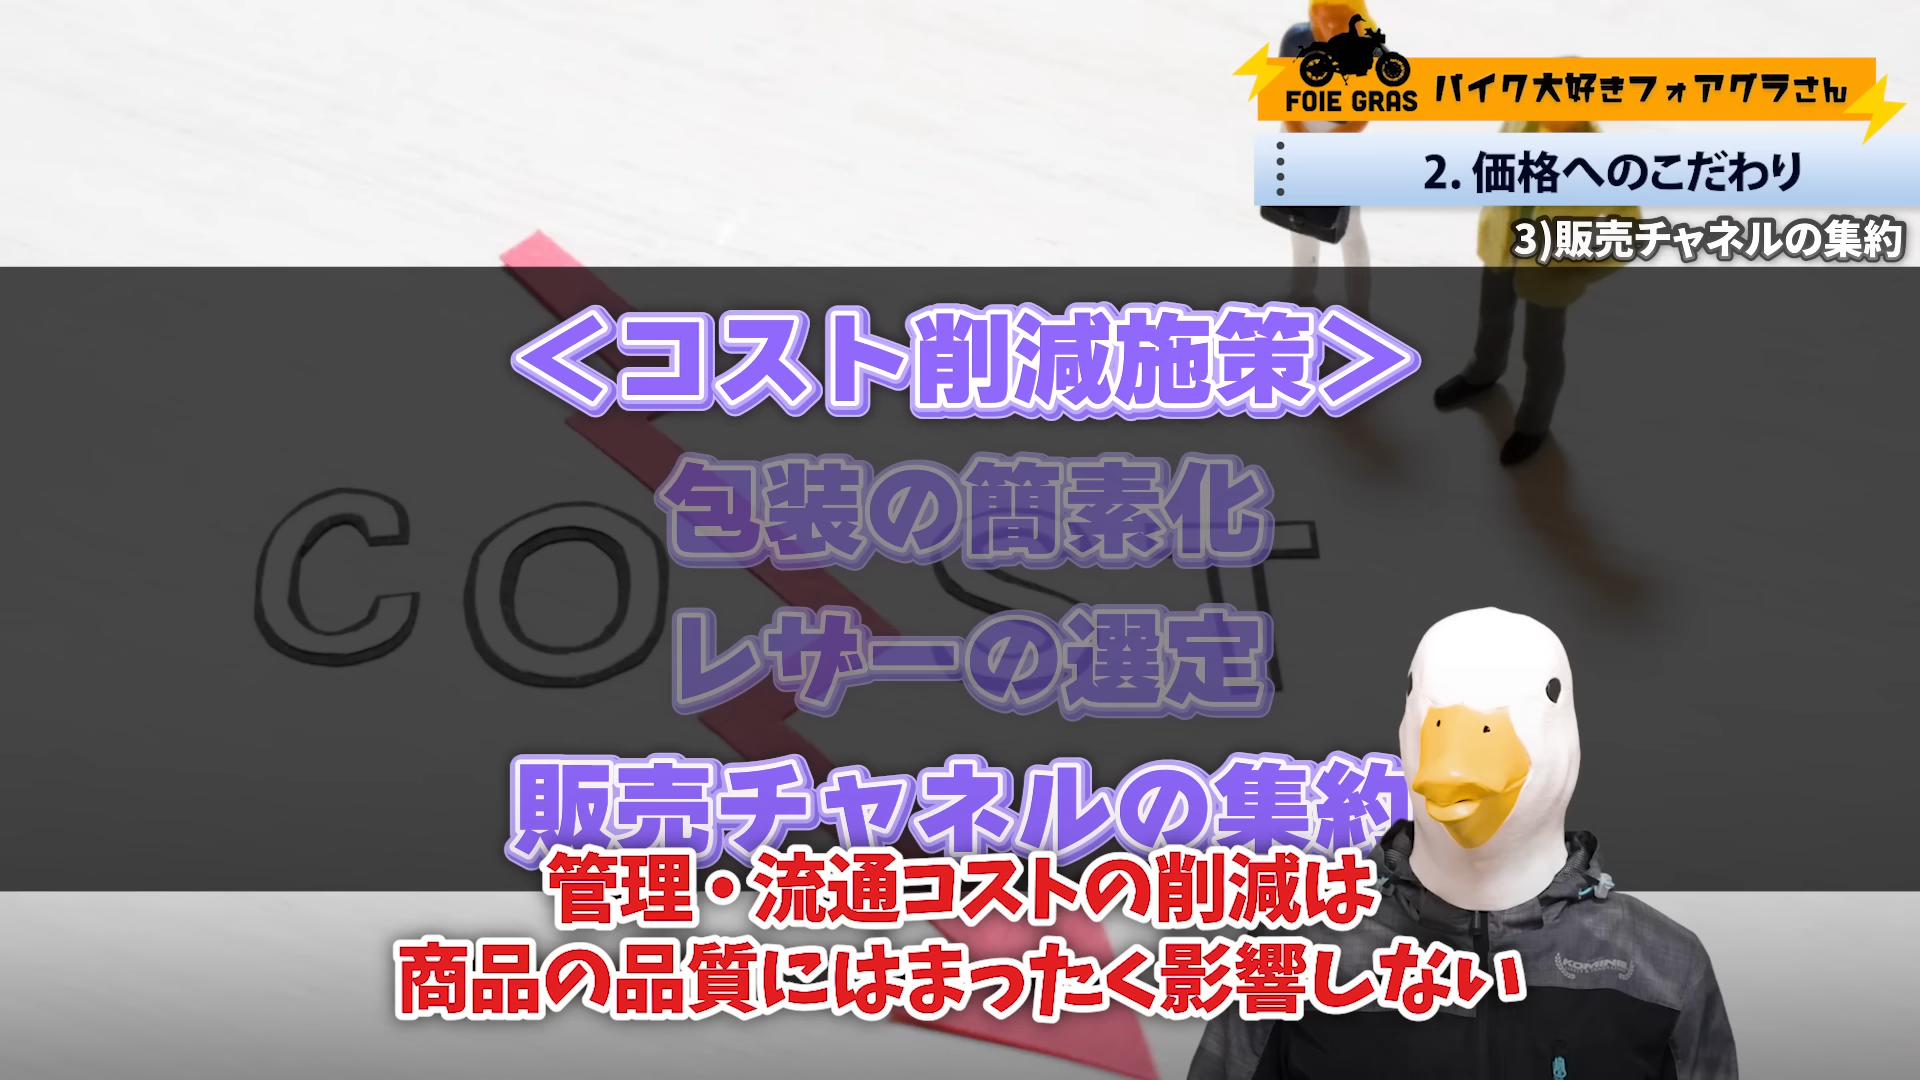 FOIE GRAS バイク大好きフォアグラさん
2. 価格へのこだわり
3)販売チャネルの集約
＜コスト削減施策＞
包装の簡素化
COST
レザーの選定
販売チャネルの集約
管理・流通コストの削減は
商品の品質にはまったく影響しない
KOMINE